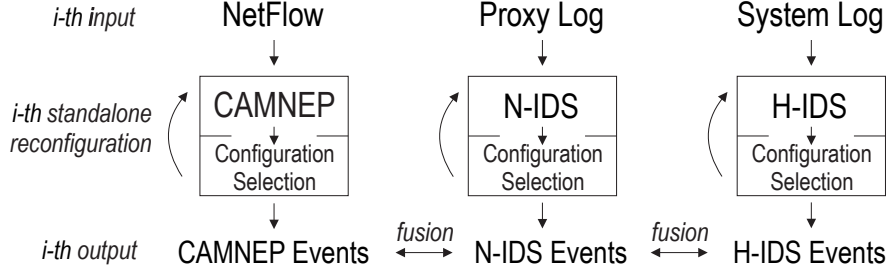 i-th input NetFlow Proxy Log System Log
i-th standalone
reconfiguration
CAMNEP N-IDS H-IDS
Configuration
Selection
Configuration
Selection
Configuration
Selection
i-th output CAMNEP Events fusion N-IDS Events fusion H-IDS Events